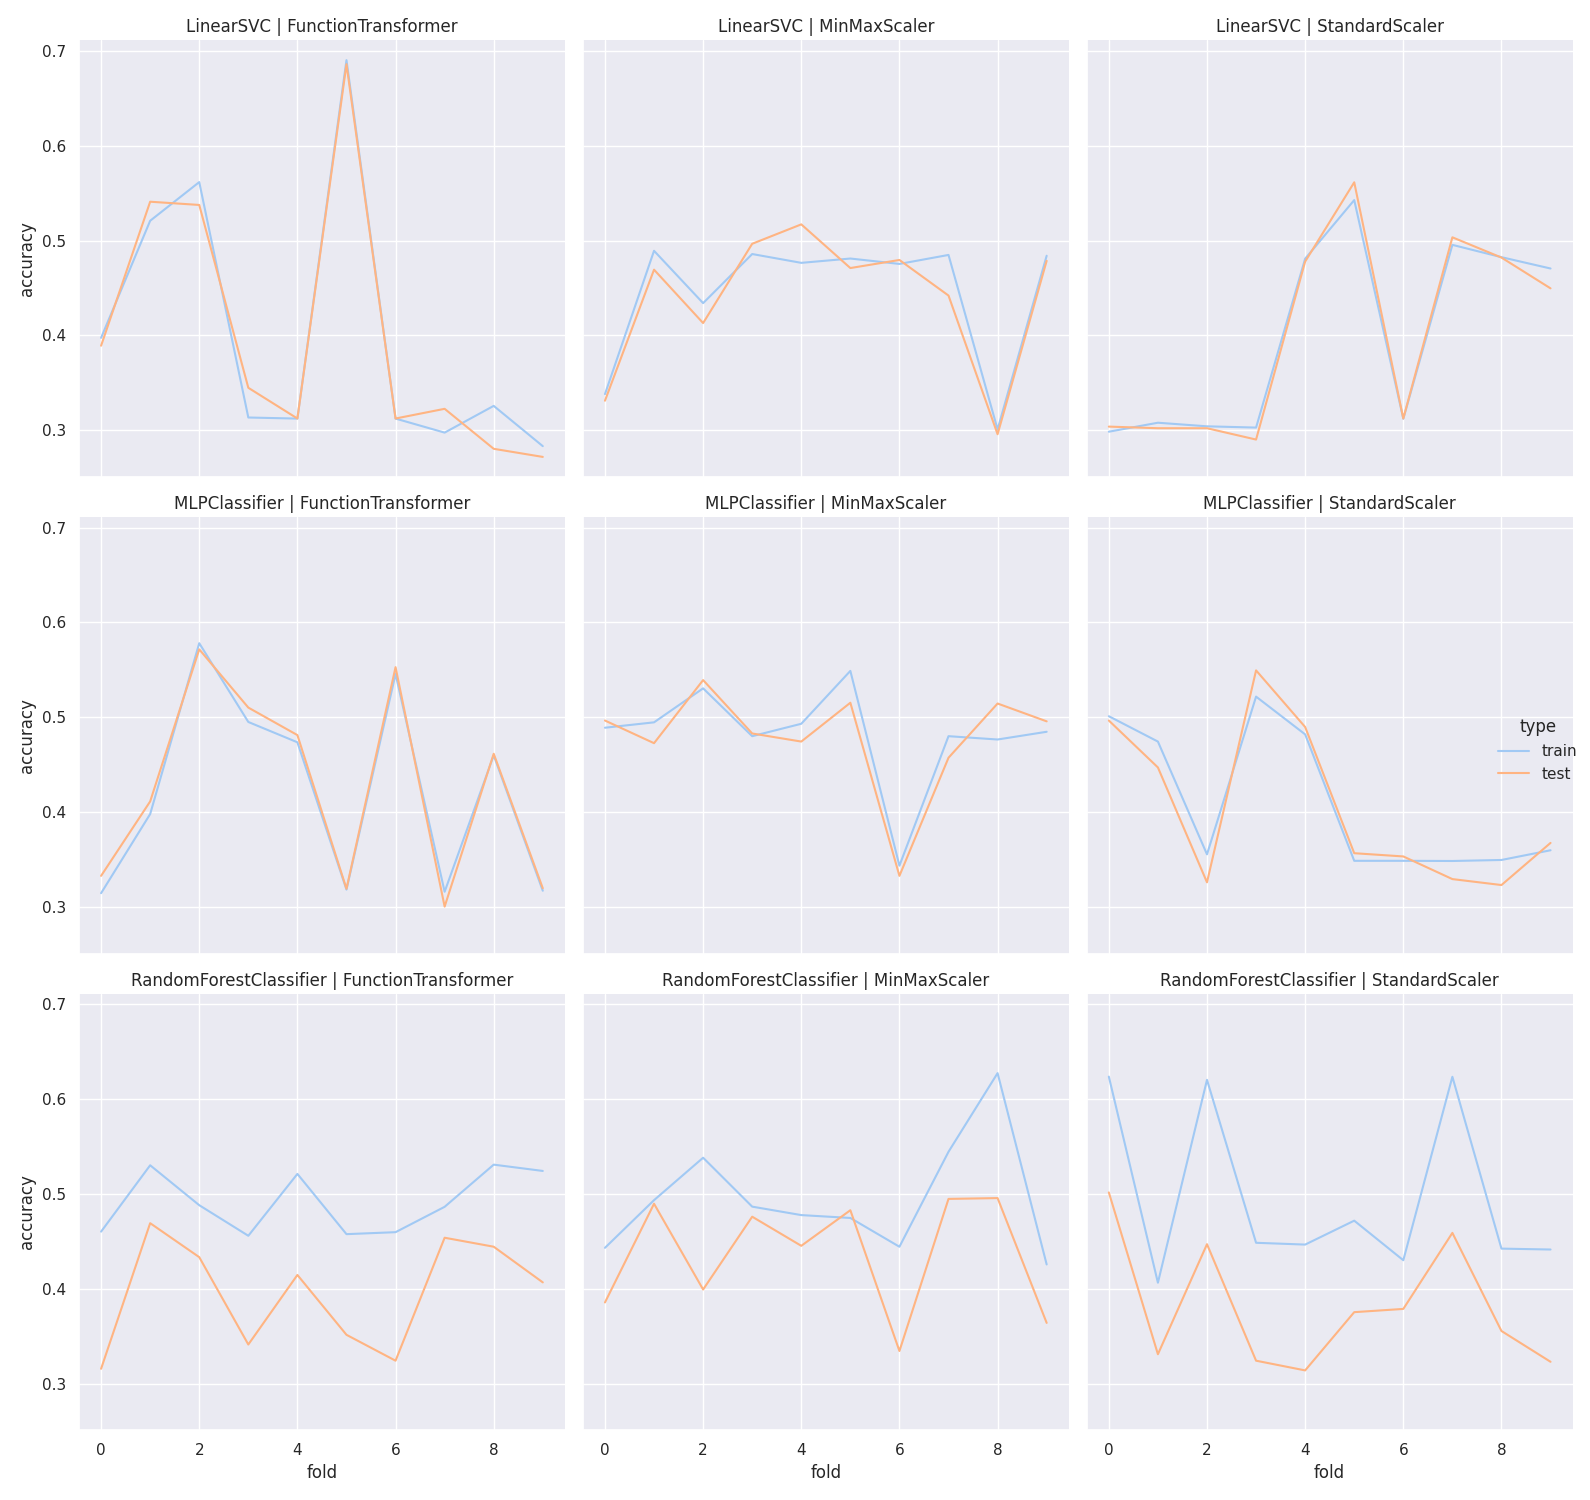 LinearSVC | FunctionTransformer
LinearSVC | MinMaxScaler
LinearSVC | StandardScaler
0.7
0.6
0.5
0.4
0.3
accuracy
MLPClassifier | FunctionTransformer
MLPClassifier | MinMaxScaler
MLPClassifier | StandardScaler
0.7
0.6
0.5
0.4
0.3
accuracy
type
train
test
RandomForestClassifier | FunctionTransformer
RandomForestClassifier | MinMaxScaler
RandomForestClassifier | StandardScaler
0.7
0.6
0.5
0.4
0.3
accuracy
0 2 4 6 8
fold
0 2 4 6 8
fold
0 2 4 6 8
fold